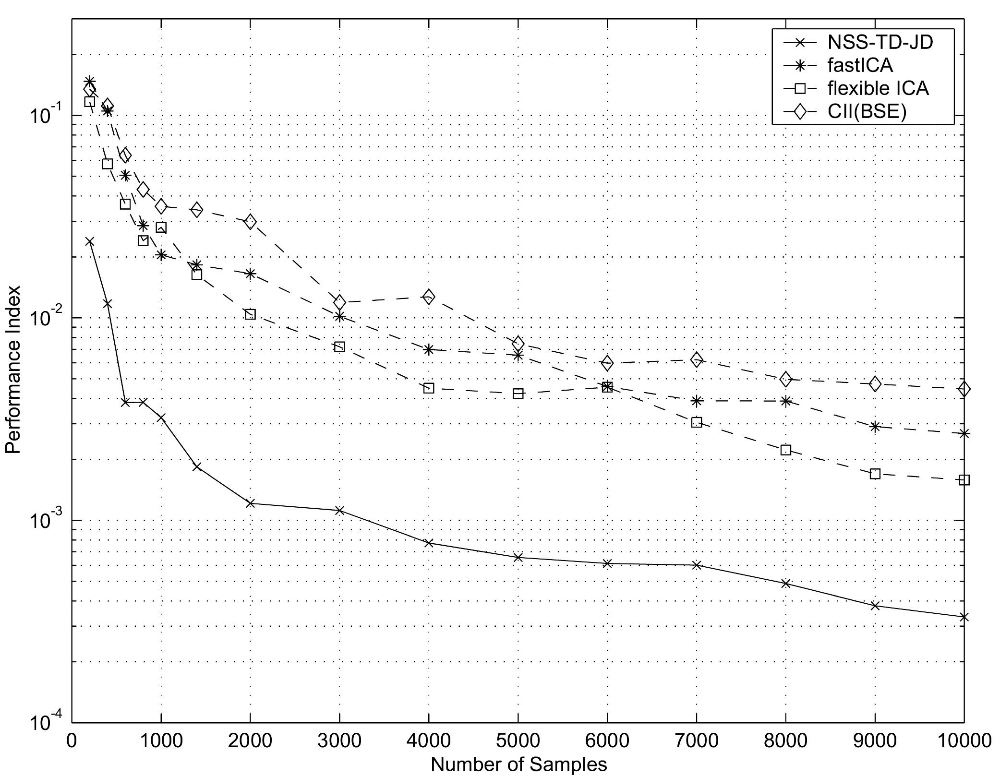 NSS-TD-JD
fastICA
flexible ICA
CII(BSE)
10-1
10-2
10-3
10-4
Performance Index
0 1000 2000 3000 4000 5000 6000 7000 8000 9000 10000
Number of Samples